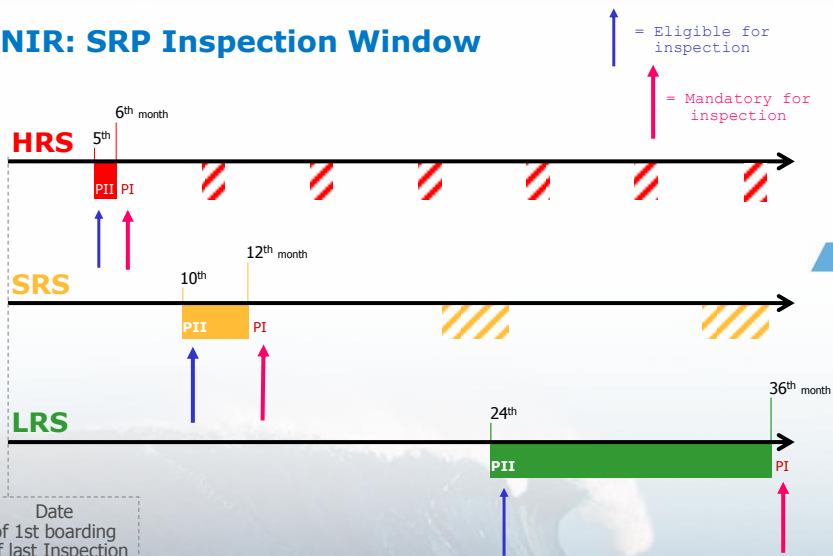 NIR: SRP Inspection Window
= Eligible for
inspection
= Mandatory for
inspection
6th month
5th
HRS
PII PI
12th month
10th
SRS
PII PI
36th month
24th
LRS
PII PI
Date
of 1st boarding
f last Inspection